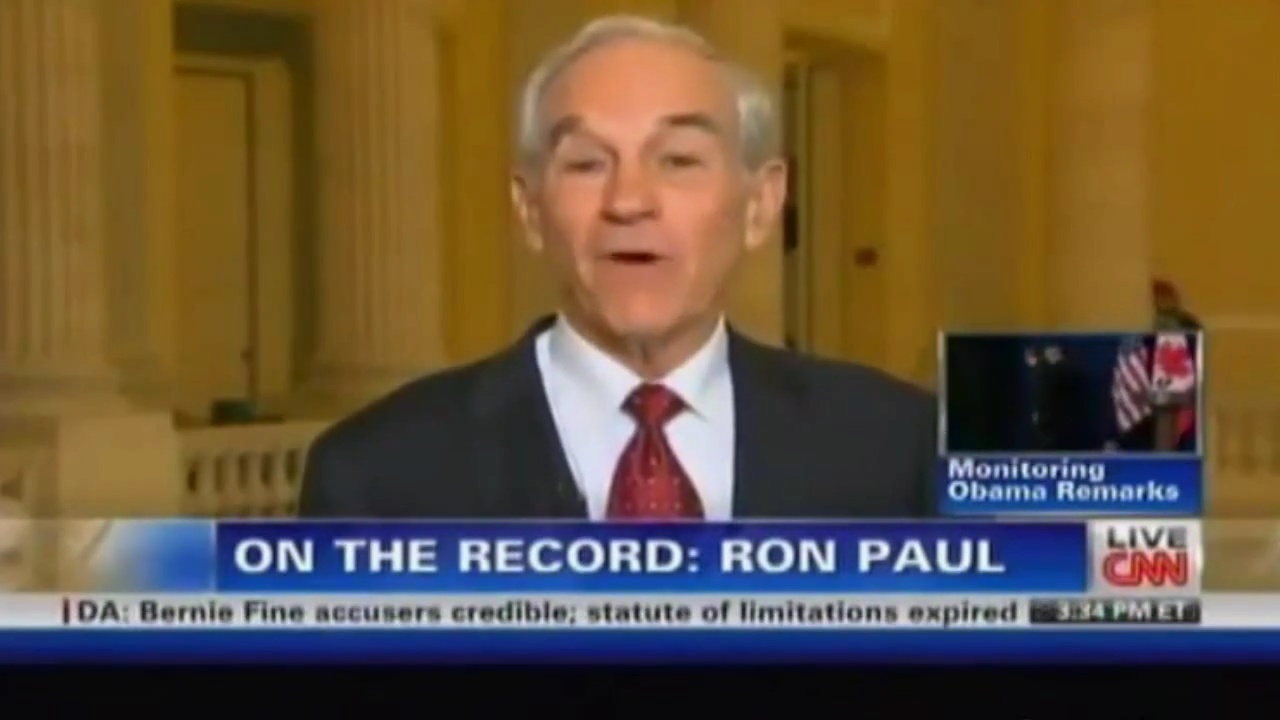 Monitoring
Obama Remarks
ON THE RECORD: RON PAUL
LIVE
CNN
DA: Bernie Fine accusers credible; statute of limitations expired
3:34 PM ET